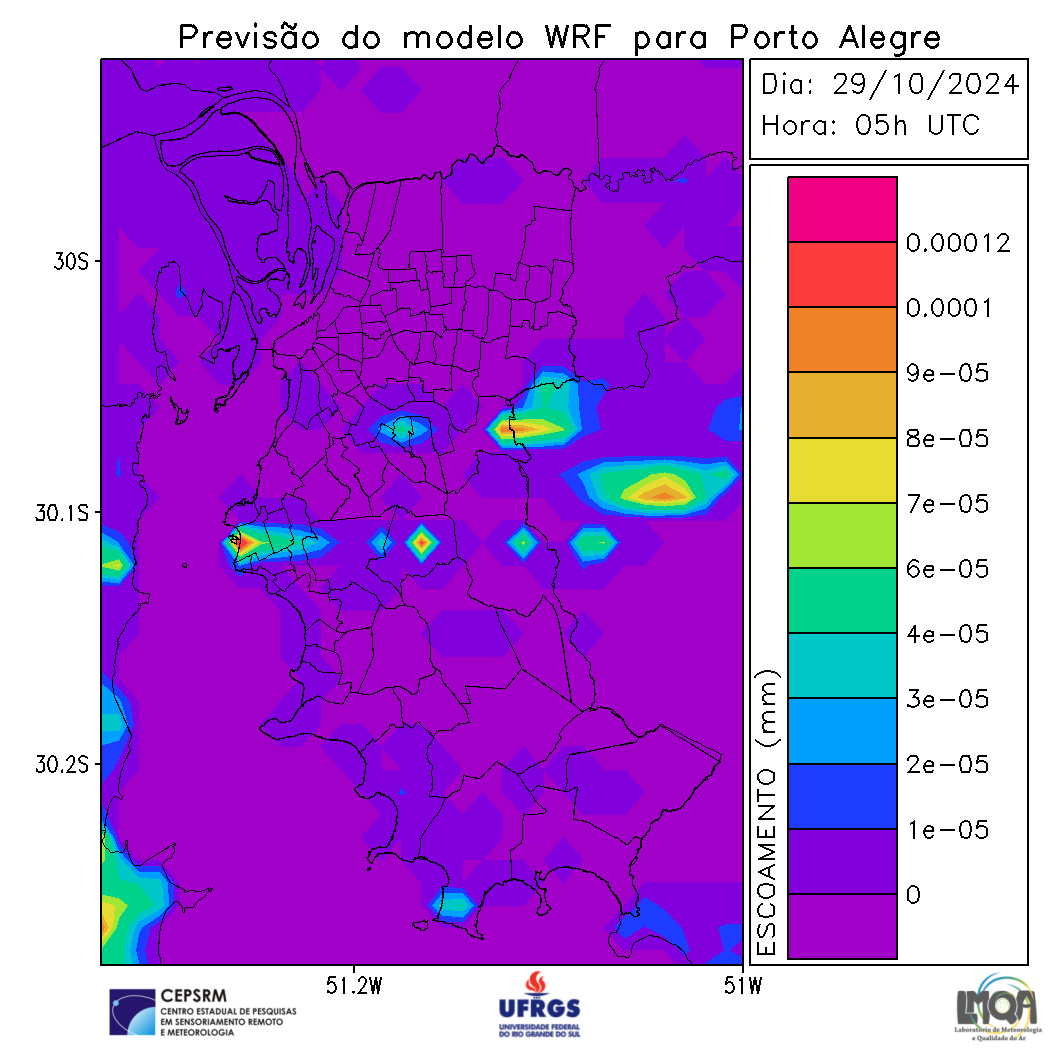 Previsão do modelo WRF para Porto Alegre
Dia: 29/10/2024
Hora: 05h UTC
30S
30.1S
30.2S
51.2W
51W
0.00012
0.0001
9e-05
8e-05
7e-05
6e-05
4e-05
3e-05
2e-05
1e-05
0
ESCOAMENTO (mm)
CEPSRM
CENTRO ESTADUAL DE PESQUISAS
EM SENSORIAMENTO REMOTO
E METEOROLOGIA
UFRGS
UNIVERSIDADE FEDERAL
DO RIO GRANDE DO SUL
LMQA
Laboratório de Meteorologia
e Qualidade do Ar